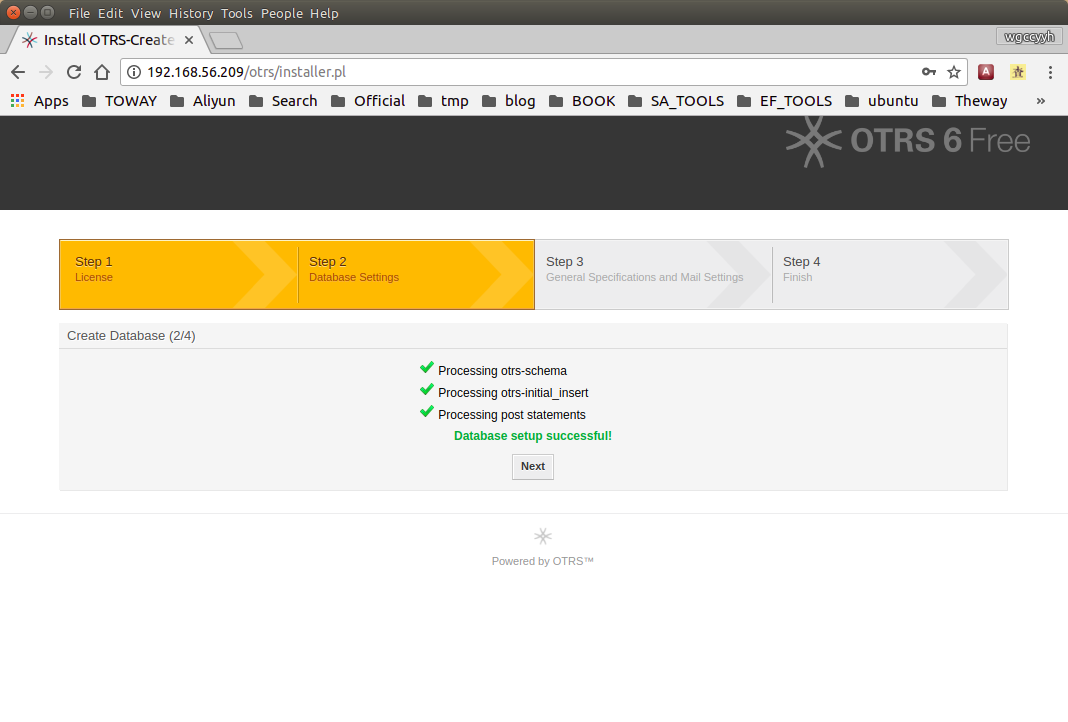 File Edit View History Tools People Help
Install OTRS-Create
wgccyyh
192.168.56.209/otrs/installer.pl
Apps TOWAY Aliyun Search Official tmp blog BOOK SA_TOOLS EF_TOOLS ubuntu Theway »
OTRS 6 Free
Step 1 Step 2 Step 3 Step 4
License Database Settings General Specifications and Mail Settings Finish
Create Database (2/4)
Processing otrs-schema
Processing otrs-initial_insert
Processing post statements
Database setup successful!
Next
Powered by OTRS™